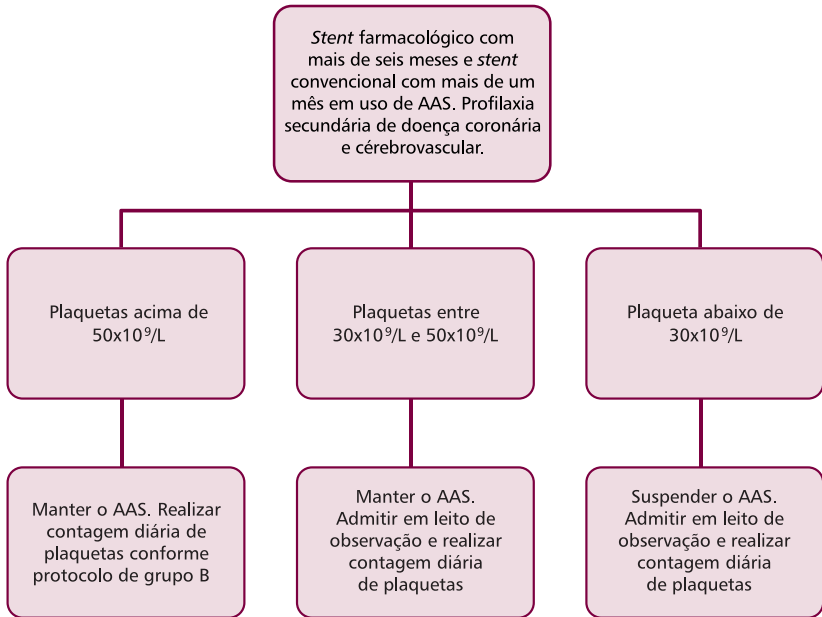 Stent farmacológico com
mais de seis meses e stent
convencional com mais de um
mês em uso de AAS. Profilaxia
secundária de doença coronária
e cérebrovascular.
Plaquetas acima de
50x10⁹/L
Plaquetas entre
30x10⁹/L e 50x10⁹/L
Plaqueta abaixo de
30x10⁹/L
Manter o AAS. Realizar
contagem diária de
plaquetas conforme
protocolo de grupo B
Manter o AAS.
Admitir em leito de
observação e realizar
contagem diária
de plaquetas
Suspender o AAS.
Admitir em leito de
observação e realizar
contagem diária
de plaquetas